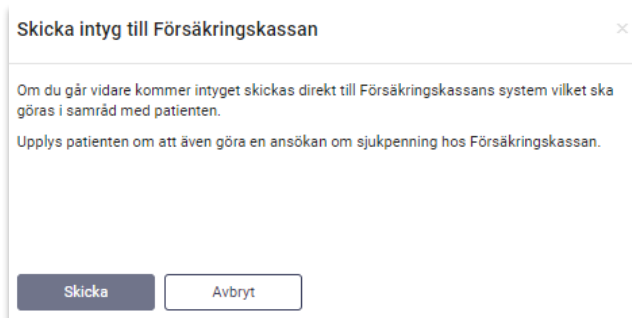 Skicka intyg till Försäkringskassan
Om du går vidare kommer intyget skickas direkt till Försäkringskassans system vilket ska
göras i samråd med patienten.
Upplys patienten om att även göra en ansökan om sjukpenning hos Försäkringskassan.
Skicka
Avbryt